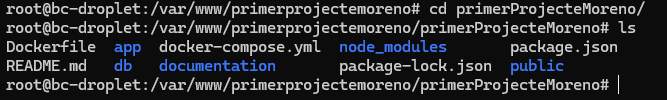 root@bc-droplet:/var/www/primerprojectemoreno# cd primerProjecteMoreno/
root@bc-droplet:/var/www/primerprojectemoreno/primerProjecteMoreno# ls
Dockerfile  app  docker-compose.yml  node_modules       package.json
README.md   db   documentation       package-lock.json  public
root@bc-droplet:/var/www/primerprojectemoreno/primerProjecteMoreno#